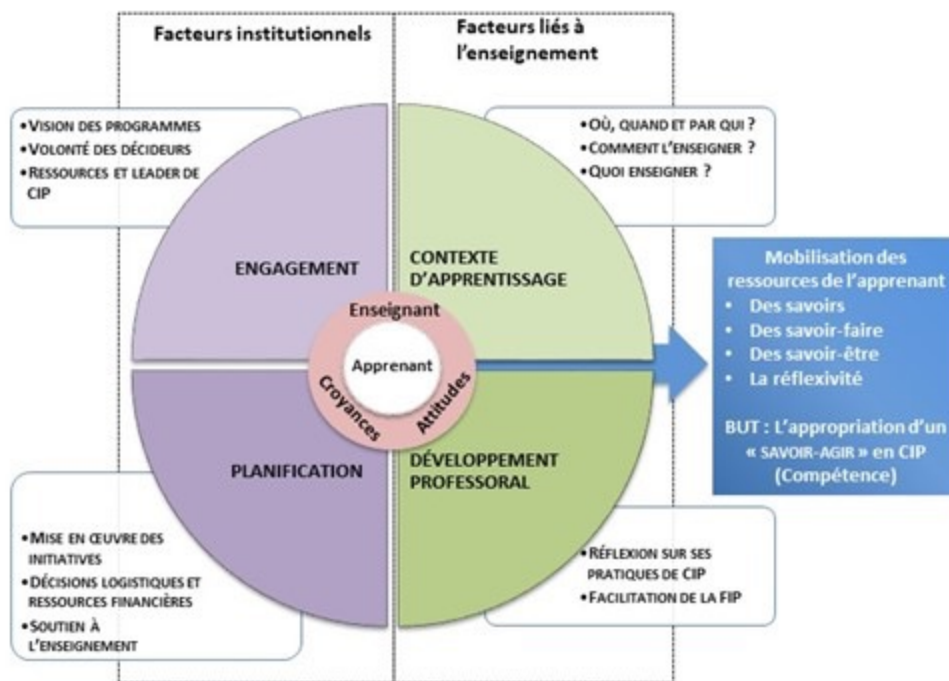 Facteurs institutionnels
Facteurs liés à
l'enseignement
•VISION DES PROGRAMMES
•VOLONTÉ DES DÉCIDEURS
•RESSOURCES ET LEADER DE
CIP
•OÙ, QUAND ET PAR QUI ?
•COMMENT L'ENSEIGNER ?
•QUOI ENSEIGNER ?
ENGAGEMENT
CONTEXTE
D'APPRENTISSAGE
Enseignant
Apprenant
Croyances
Attitudes
PLANIFICATION
DÉVELOPPEMENT
PROFESSORAL
Mobilisation des
ressources de l'apprenant
• Des savoirs
• Des savoir-faire
• Des savoir-être
• La réflexivité
BUT : L'appropriation d'un
« SAVOIR-AGIR » en CIP
(Compétence)
•MISE EN ŒUVRE DES
INITIATIVES
•DÉCISIONS LOGISTIQUES ET
RESSOURCES FINANCIÈRES
•SOUTIEN À
L'ENSEIGNEMENT
•RÉFLEXION SUR SES
PRATIQUES DE CIP
•FACILITATION DE LA FIP